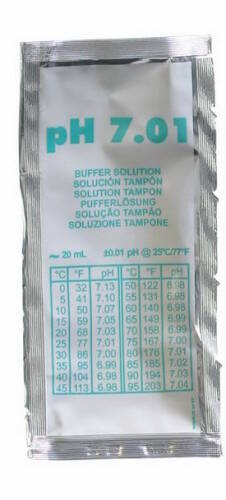 pH 7.01
BUFFER SOLUTION
SOLUCIÓN TAMPÓN
SOLUTION TAMPON
PUFFERLÖSUNG
SOLUÇÃO TAMPÃO
SOLUZIONE TAMPONE
~ 20 mL ±0.01 pH @ 25°C/77°F
°C °F pH °C °F pH
0 32 7.13 50 122 6.98
5 41 7.10 55 131 6.98
10 50 7.07 60 140 6.98
15 59 7.05 65 149 6.99
20 68 7.03 70 158 6.99
25 77 7.01 75 167 7.00
30 86 7.00 80 176 7.01
35 95 6.99 85 185 7.02
40 104 6.98 90 194 7.03
45 113 6.98 95 203 7.04